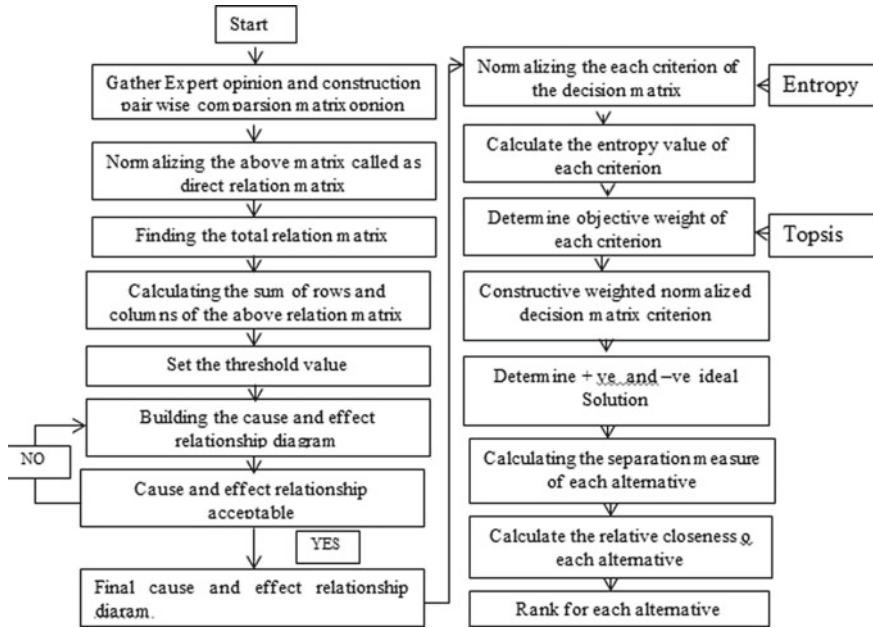 Start
Gather Expert opinion and construction
pair wise comparsion matrix opnion
Normalizing the above matrix called as
direct relation matrix
Finding the total relation matrix
Calculating the sum of rows and
columns of the above relation matrix
Set the threshold value
Building the cause and effect
relationship diagram
NO
Cause and effect relationship
acceptable
YES
Final cause and effect relationship
diaram.
Normalizing the each criterion of
the decision matrix
Entropy
Calculate the entropy value of
each criterion
Determine objective weight of
each criterion
Topsis
Constructive weighted normalized
decision matrix criterion
Determine +ve and –ve ideal
Solution
Calculating the separation measure
of each alternative
Calculate the relative closeness o
each alternative
Rank for each alternative